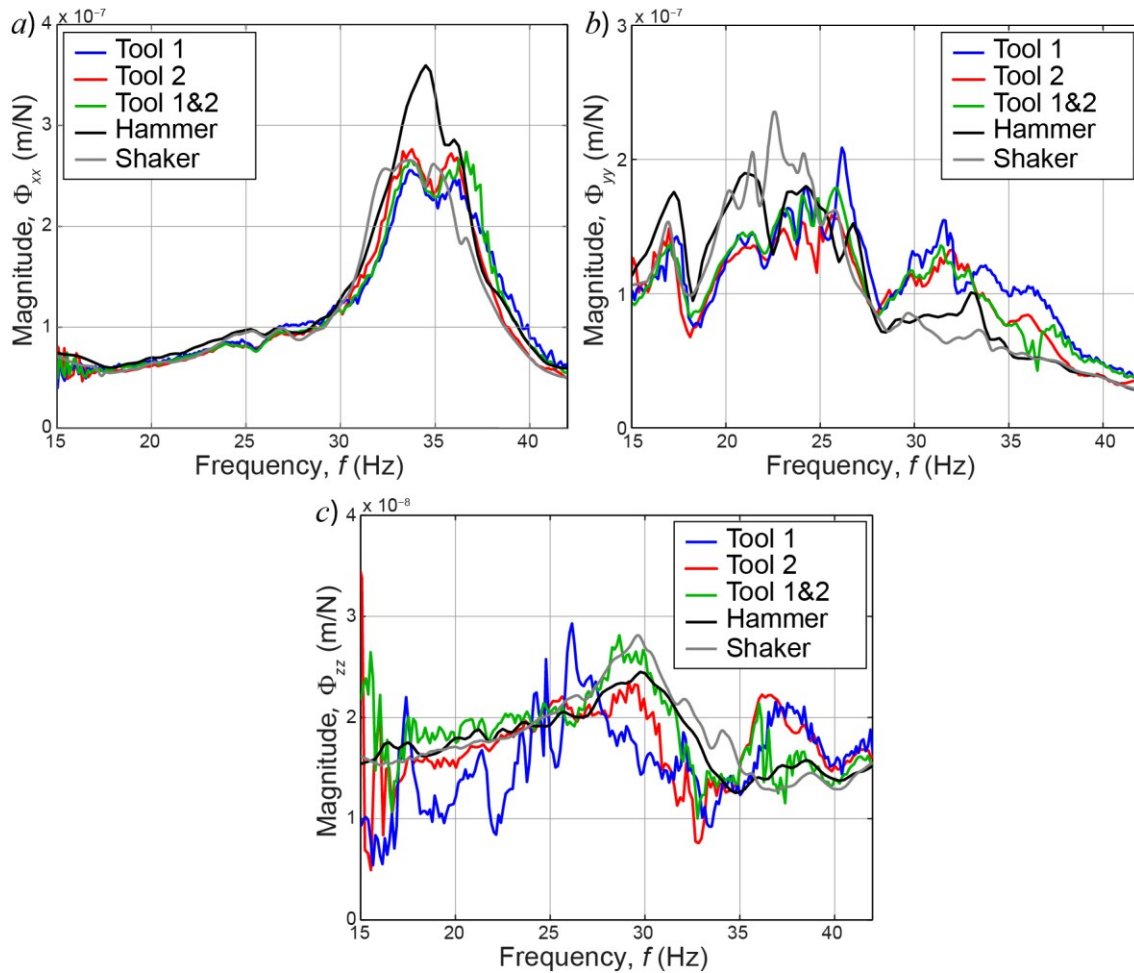 a)
4 × 10⁻⁷
Tool 1
Tool 2
Tool 1&2
Hammer
Shaker
3
2
1
0
15 20 25 30 35 40
Magnitude, Φxx (m/N)
Frequency, f (Hz)
b)
3 × 10⁻⁷
Tool 1
Tool 2
Tool 1&2
Hammer
Shaker
2
1
0
15 20 25 30 35 40
Magnitude, Φyy (m/N)
Frequency, f (Hz)
c)
4 × 10⁻⁸
Tool 1
Tool 2
Tool 1&2
Hammer
Shaker
3
2
1
0
15 20 25 30 35 40
Magnitude, Φzz (m/N)
Frequency, f (Hz)